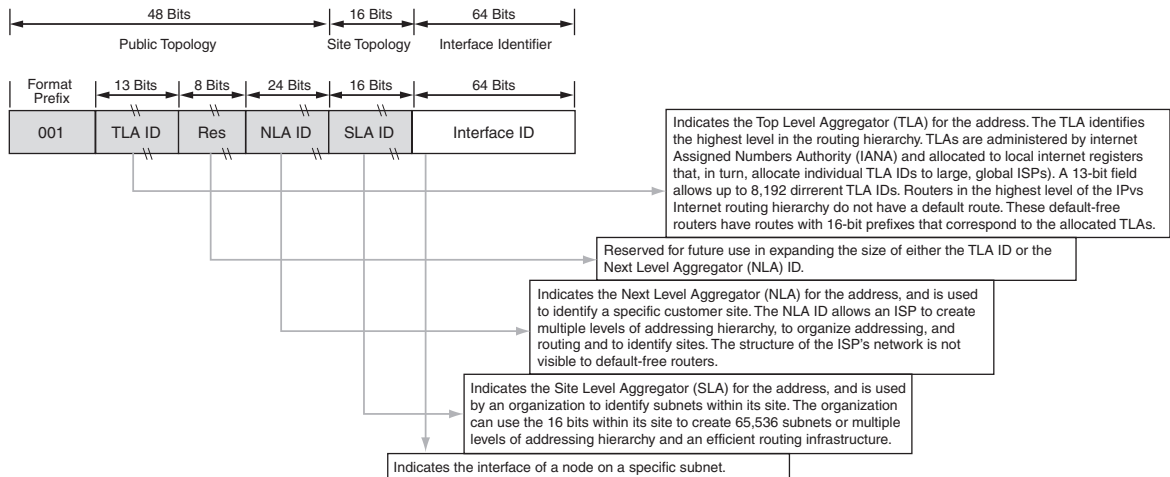 48 Bits 16 Bits 64 Bits
Public Topology Site Topology Interface Identifier
Format
Prefix 13 Bits 8 Bits 24 Bits 16 Bits 64 Bits
001 TLA ID Res NLA ID SLA ID Interface ID
Indicates the Top Level Aggregator (TLA) for the address. The TLA identifies
the highest level in the routing hierarchy. TLAs are administered by internet
Assigned Numbers Authority (IANA) and allocated to local internet registers
that, in turn, allocate individual TLA IDs to large, global ISPs). A 13-bit field
allows up to 8,192 dirrerent TLA IDs. Routers in the highest level of the IPvs
Internet routing hierarchy do not have a default route. These default-free
routers have routes with 16-bit prefixes that correspond to the allocated TLAs.
Reserved for future use in expanding the size of either the TLA ID or the
Next Level Aggregator (NLA) ID.
Indicates the Next Level Aggregator (NLA) for the address, and is used
to identify a specific customer site. The NLA ID allows an ISP to create
multiple levels of addressing hierarchy, to organize addressing, and
routing and to identify sites. The structure of the ISP's network is not
visible to default-free routers.
Indicates the Site Level Aggregator (SLA) for the address, and is used
by an organization to identify subnets within its site. The organization
can use the 16 bits within its site to create 65,536 subnets or multiple
levels of addressing hierarchy and an efficient routing infrastructure.
Indicates the interface of a node on a specific subnet.